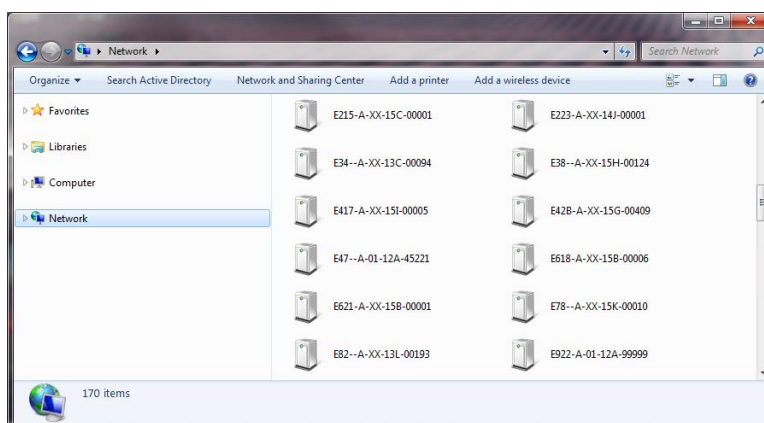 Network
Search Network
Organize
Search Active Directory
Network and Sharing Center
Add a printer
Add a wireless device
Favorites
Libraries
Computer
Network
E215-A-XX-15C-00001
E223-A-XX-14J-00001
E34--A-XX-13C-00094
E38--A-XX-15H-00124
E417-A-XX-15I-00005
E42B-A-XX-15G-00409
E47--A-01-12A-45221
E618-A-XX-15B-00006
E621-A-XX-15B-00001
E78--A-XX-15K-00010
E82--A-XX-13L-00193
E922-A-01-12A-99999
170 items